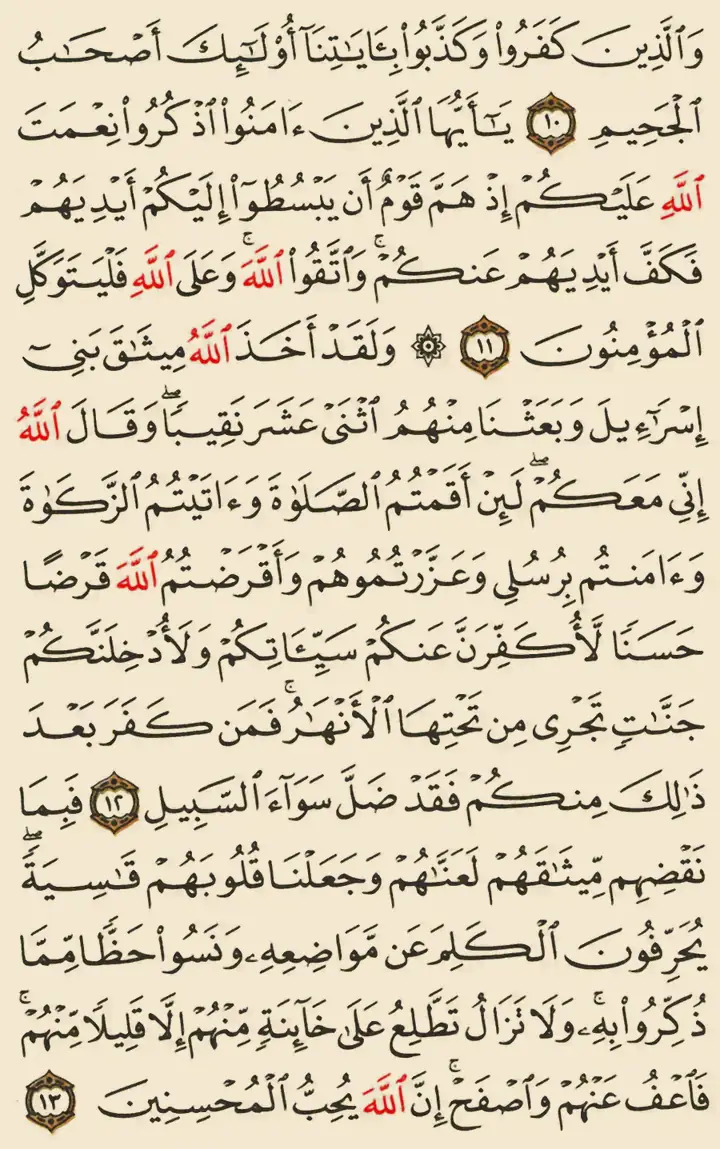 وَٱلَّذِينَ كَفَرُوا۟ وَكَذَّبُوا۟ بِـَٔايَـٰتِنَآ أُو۟لَـٰٓئِكَ أَصْحَـٰبُ
ٱلْجَحِيمِ ١٠ يَـٰٓأَيُّهَا ٱلَّذِينَ ءَامَنُوا۟ ٱذْكُرُوا۟ نِعْمَتَ
ٱللَّهِ عَلَيْكُمْ إِذْ هَمَّ قَوْمٌ أَن يَبْسُطُوٓا۟ إِلَيْكُمْ أَيْدِيَهُمْ
فَكَفَّ أَيْدِيَهُمْ عَنكُمْ ۚ وَٱتَّقُوا۟ ٱللَّهَ ۚ وَعَلَى ٱللَّهِ فَلْيَتَوَكَّلِ
ٱلْمُؤْمِنُونَ ١١ ۞ وَلَقَدْ أَخَذَ ٱللَّهُ مِيثَـٰقَ بَنِىٓ
إِسْرَٰٓءِيلَ وَبَعَثْنَا مِنْهُمُ ٱثْنَىْ عَشَرَ نَقِيبًا ۖ وَقَالَ ٱللَّهُ
إِنِّى مَعَكُمْ ۖ لَئِنْ أَقَمْتُمُ ٱلصَّلَوٰةَ وَءَاتَيْتُمُ ٱلزَّكَوٰةَ
وَءَامَنتُم بِرُسُلِى وَعَزَّرْتُمُوهُمْ وَأَقْرَضْتُمُ ٱللَّهَ قَرْضًا
حَسَنًا لَّأُكَفِّرَنَّ عَنكُمْ سَيِّـَٔاتِكُمْ وَلَأُدْخِلَنَّكُمْ
جَنَّـٰتٍ تَجْرِى مِن تَحْتِهَا ٱلْأَنْهَـٰرُ ۚ فَمَن كَفَرَ بَعْدَ
ذَٰلِكَ مِنكُمْ فَقَدْ ضَلَّ سَوَآءَ ٱلسَّبِيلِ ١٢ فَبِمَا
نَقْضِهِم مِّيثَـٰقَهُمْ لَعَنَّـٰهُمْ وَجَعَلْنَا قُلُوبَهُمْ قَـٰسِيَةً ۖ
يُحَرِّفُونَ ٱلْكَلِمَ عَن مَّوَاضِعِهِۦ ۙ وَنَسُوا۟ حَظًّا مِّمَّا
ذُكِّرُوا۟ بِهِۦ ۚ وَلَا تَزَالُ تَطَّلِعُ عَلَىٰ خَآئِنَةٍ مِّنْهُمْ إِلَّا قَلِيلًا مِّنْهُمْ ۖ
فَٱعْفُ عَنْهُمْ وَٱصْفَحْ ۚ إِنَّ ٱللَّهَ يُحِبُّ ٱلْمُحْسِنِينَ ١٣